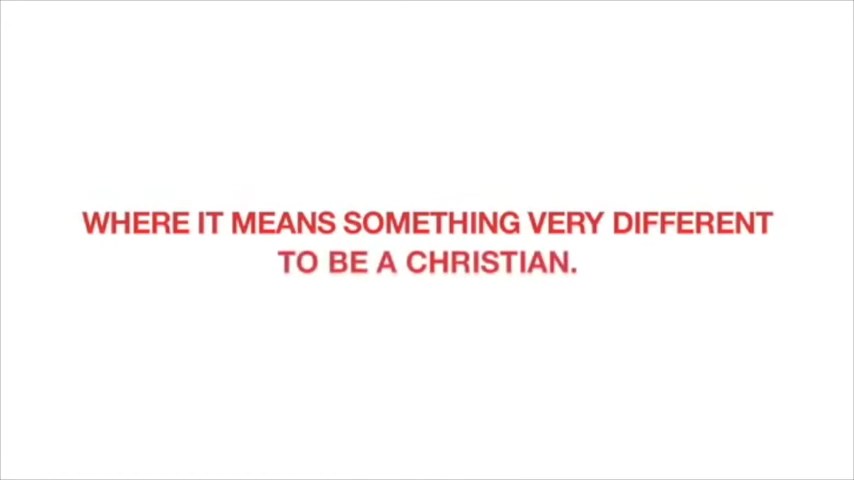 WHERE IT MEANS SOMETHING VERY DIFFERENT
TO BE A CHRISTIAN.